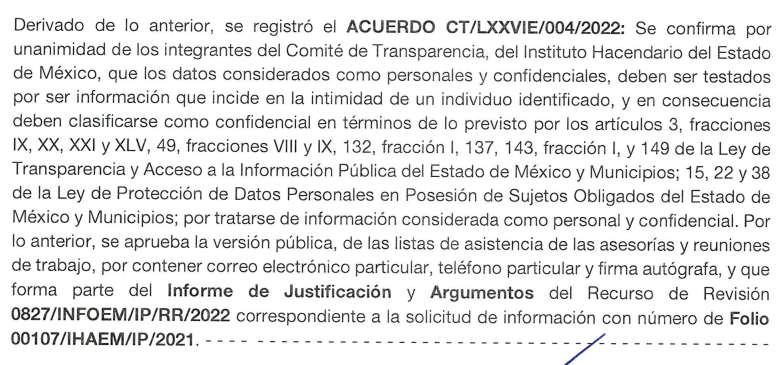 Derivado de lo anterior, se registró el ACUERDO CT/LXXVIE/004/2022: Se confirma por
unanimidad de los integrantes del Comité de Transparencia, del Instituto Hacendario del Estado
de México, que los datos considerados como personales y confidenciales, deben ser testados
por ser información que incide en la intimidad de un individuo identificado, y en consecuencia
deben clasificarse como confidencial en términos de lo previsto por los artículos 3, fracciones
IX, XX, XXI y XLV, 49, fracciones VIII y IX, 132, fracción I, 137, 143, fracción I, y 149 de la Ley de
Transparencia y Acceso a la Información Pública del Estado de México y Municipios; 15, 22 y 38
de la Ley de Protección de Datos Personales en Posesión de Sujetos Obligados del Estado de
México y Municipios; por tratarse de información considerada como personal y confidencial. Por
lo anterior, se aprueba la versión pública, de las listas de asistencia de las asesorías y reuniones
de trabajo, por contener correo electrónico particular, teléfono particular y firma autógrafa, y que
forma parte del Informe de Justificación y Argumentos del Recurso de Revisión
0827/INFOEM/IP/RR/2022 correspondiente a la solicitud de información con número de Folio
00107/IHAEM/IP/2021. ---- - - - - - - - - - - - - - - - - - - - - - - - - - - - - - - - - - - - - - - - - - - - - - -